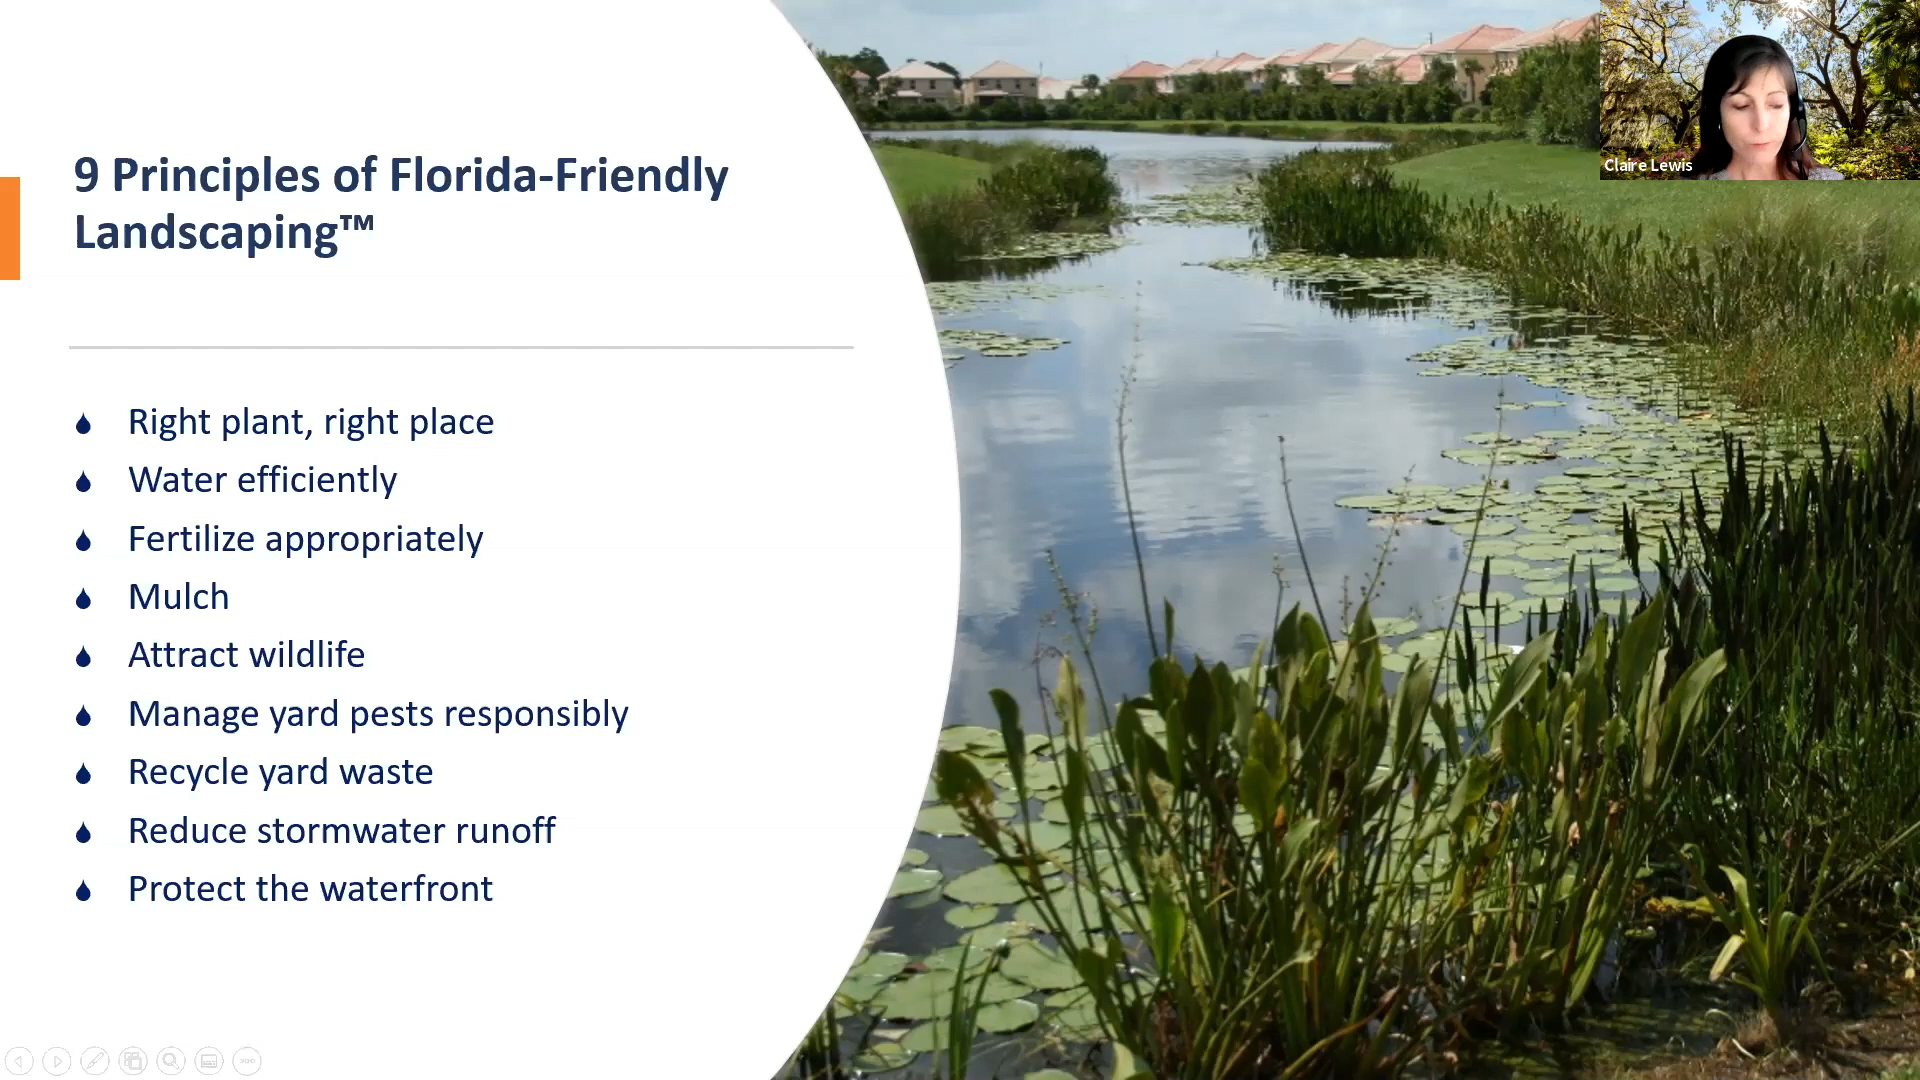 9 Principles of Florida-Friendly
Landscaping™
Right plant, right place
Water efficiently
Fertilize appropriately
Mulch
Attract wildlife
Manage yard pests responsibly
Recycle yard waste
Reduce stormwater runoff
Protect the waterfront
Claire Lewis